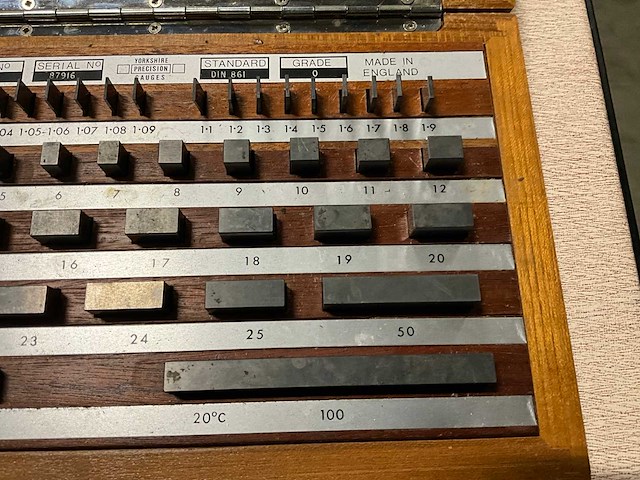 Nº
SERIAL Nº
87916
YORKSHIRE
PRECISION
GAUGES
STANDARD
DIN 861
GRADE
0
MADE IN
ENGLAND
04 1·05 1·06 1·07 1·08 1·09 1·1 1·2 1·3 1·4 1·5 1·6 1·7 1·8 1·9
5 6 7 8 9 10 11 12
16 17 18 19 20
23 24 25 50
20°C 100